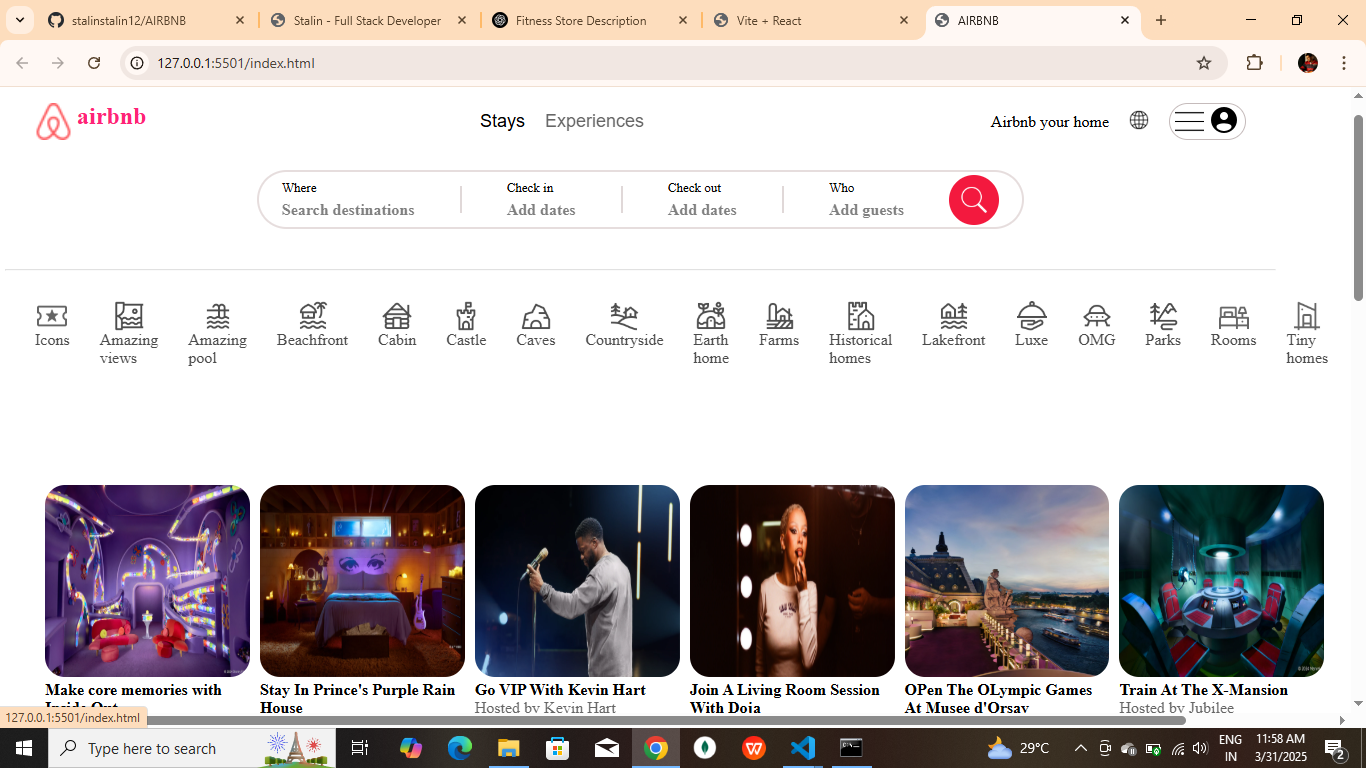 stalinstalin12/AIRBNB
Stalin - Full Stack Developer
Fitness Store Description
Vite + React
AIRBNB
127.0.0.1:5501/index.html
airbnb
Stays
Experiences
Airbnb your home
Where
Check in
Check out
Who
Search destinations
Add dates
Add dates
Add guests
Icons
Amazing
views
Amazing
pool
Beachfront
Cabin
Castle
Caves
Countryside
Earth
home
Farms
Historical
homes
Lakefront
Luxe
OMG
Parks
Rooms
Tiny
homes
Make core memories with
Inside Out
Stay In Prince's Purple Rain
House
Go VIP With Kevin Hart
Hosted by Kevin Hart
Join A Living Room Session
With Doja
OPen The OLympic Games
At Musee d'Orsay
Train At The X-Mansion
Hosted by Jubilee
127.0.0.1:5501/index.html
Type here to search
29°C
ENG
IN
11:58 AM
3/31/2025
2